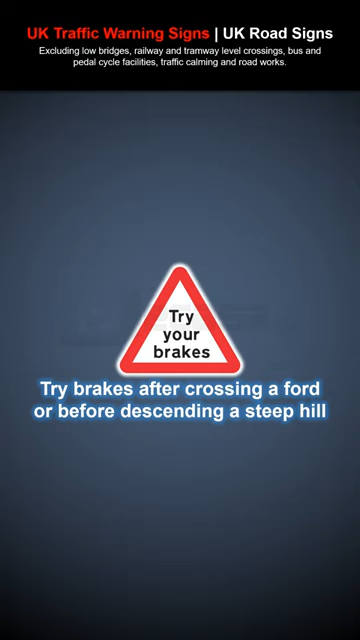 UK Traffic Warning Signs | UK Road Signs
Excluding low bridges, railway and tramway level crossings, bus and
pedal cycle facilities, traffic calming and road works.
Try
your
brakes
Try brakes after crossing a ford
or before descending a steep hill